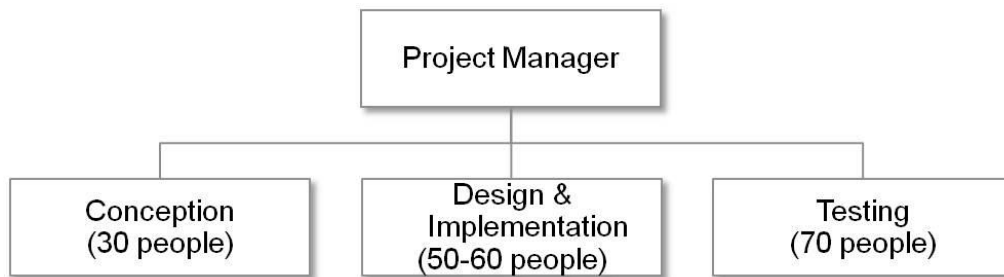 Project Manager
Conception
(30 people)
Design &
Implementation
(50-60 people)
Testing
(70 people)